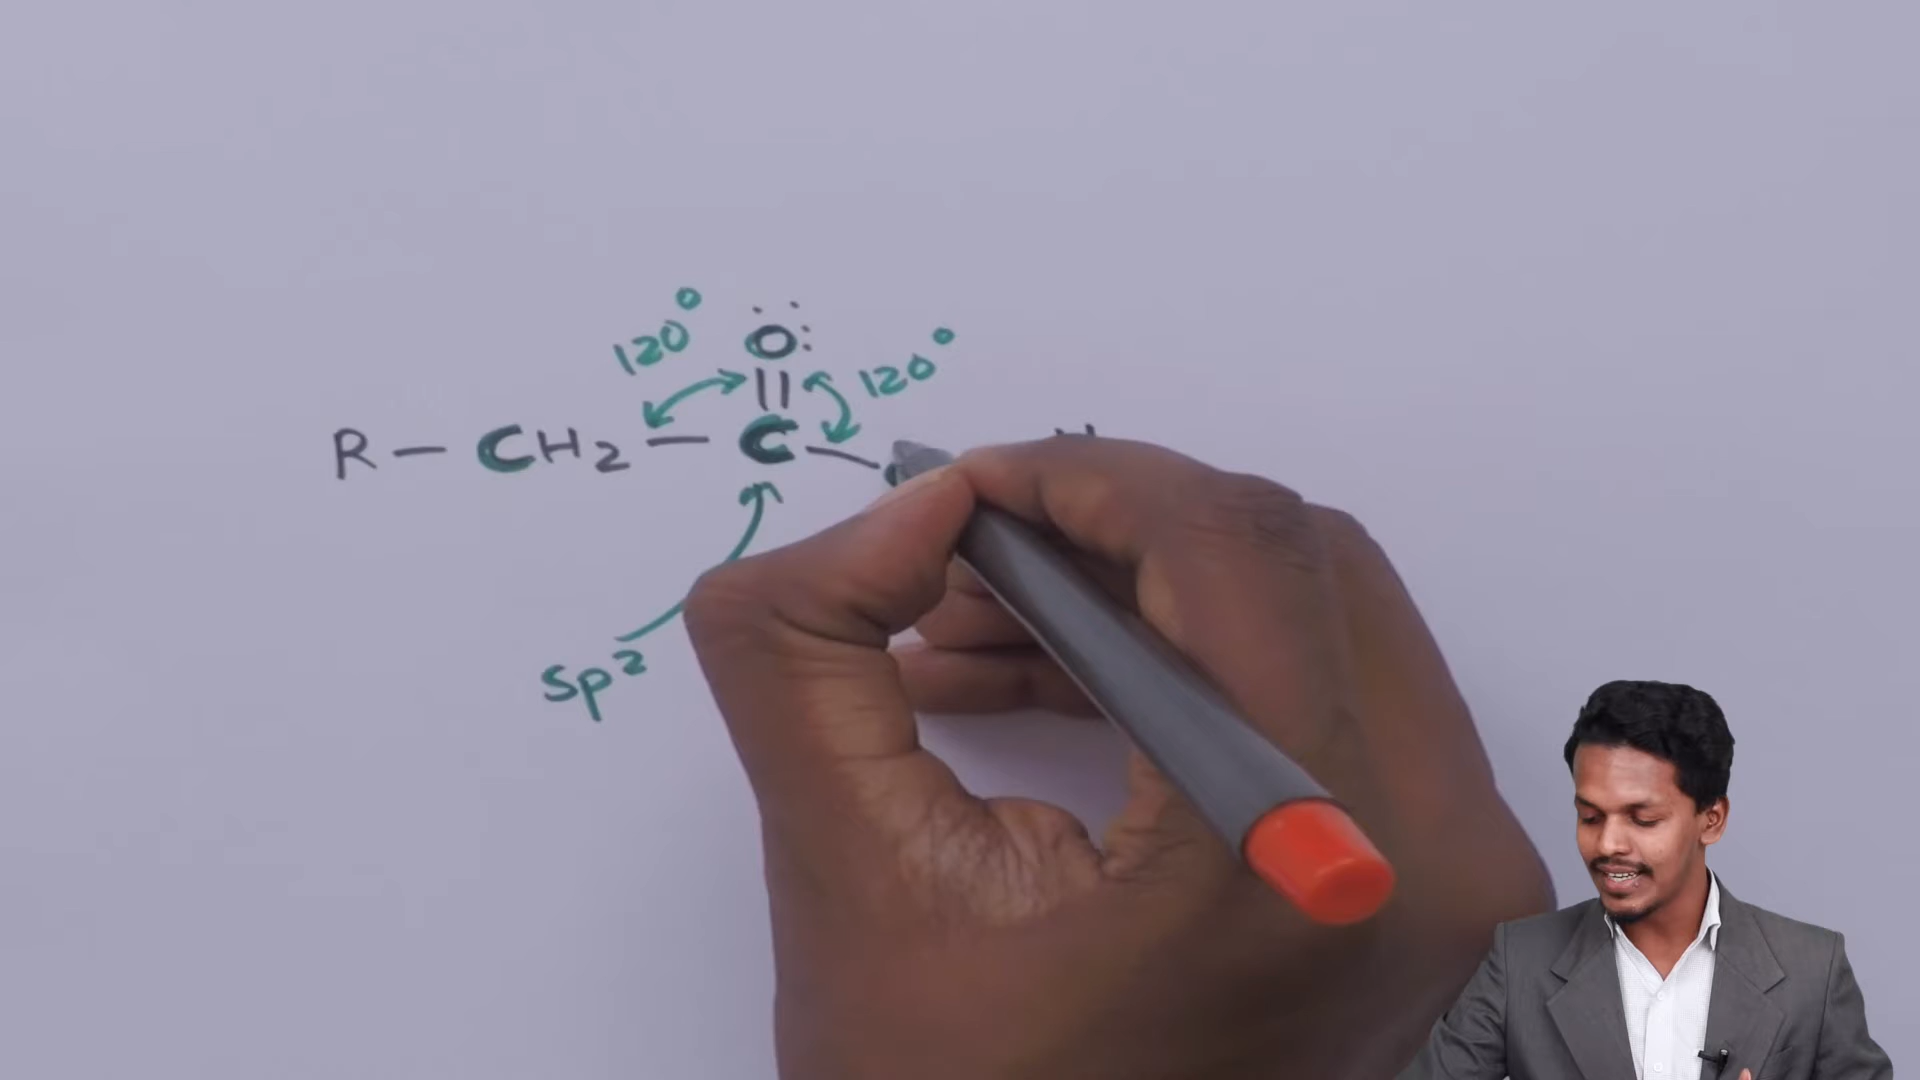 120°
Ö:
120°
||
R — CH₂ — C —
sp²